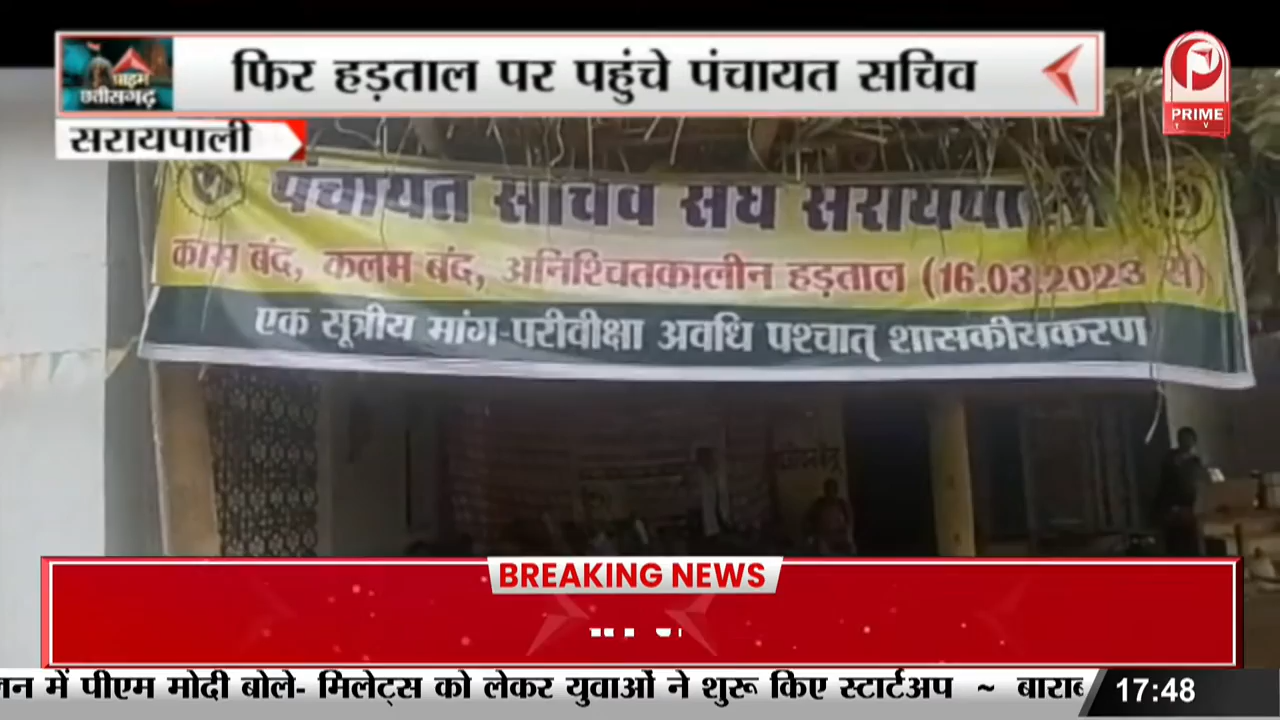 फिर हड़ताल पर पहुंचे पंचायत सचिव
प्राइम
छत्तीसगढ़
PRIME
TV
सरायपाली
पंचायत सचिव संघ सरायपाली
काम बंद, कलम बंद, अनिश्चितकालीन हड़ताल (16.03.2023 से)
एक सूत्रीय मांग-परीवीक्षा अवधि पश्चात् शासकीयकरण
BREAKING NEWS
में पीएम मोदी बोले- मिलेट्स को लेकर युवाओं ने शुरू किए स्टार्टअप ~
17:48